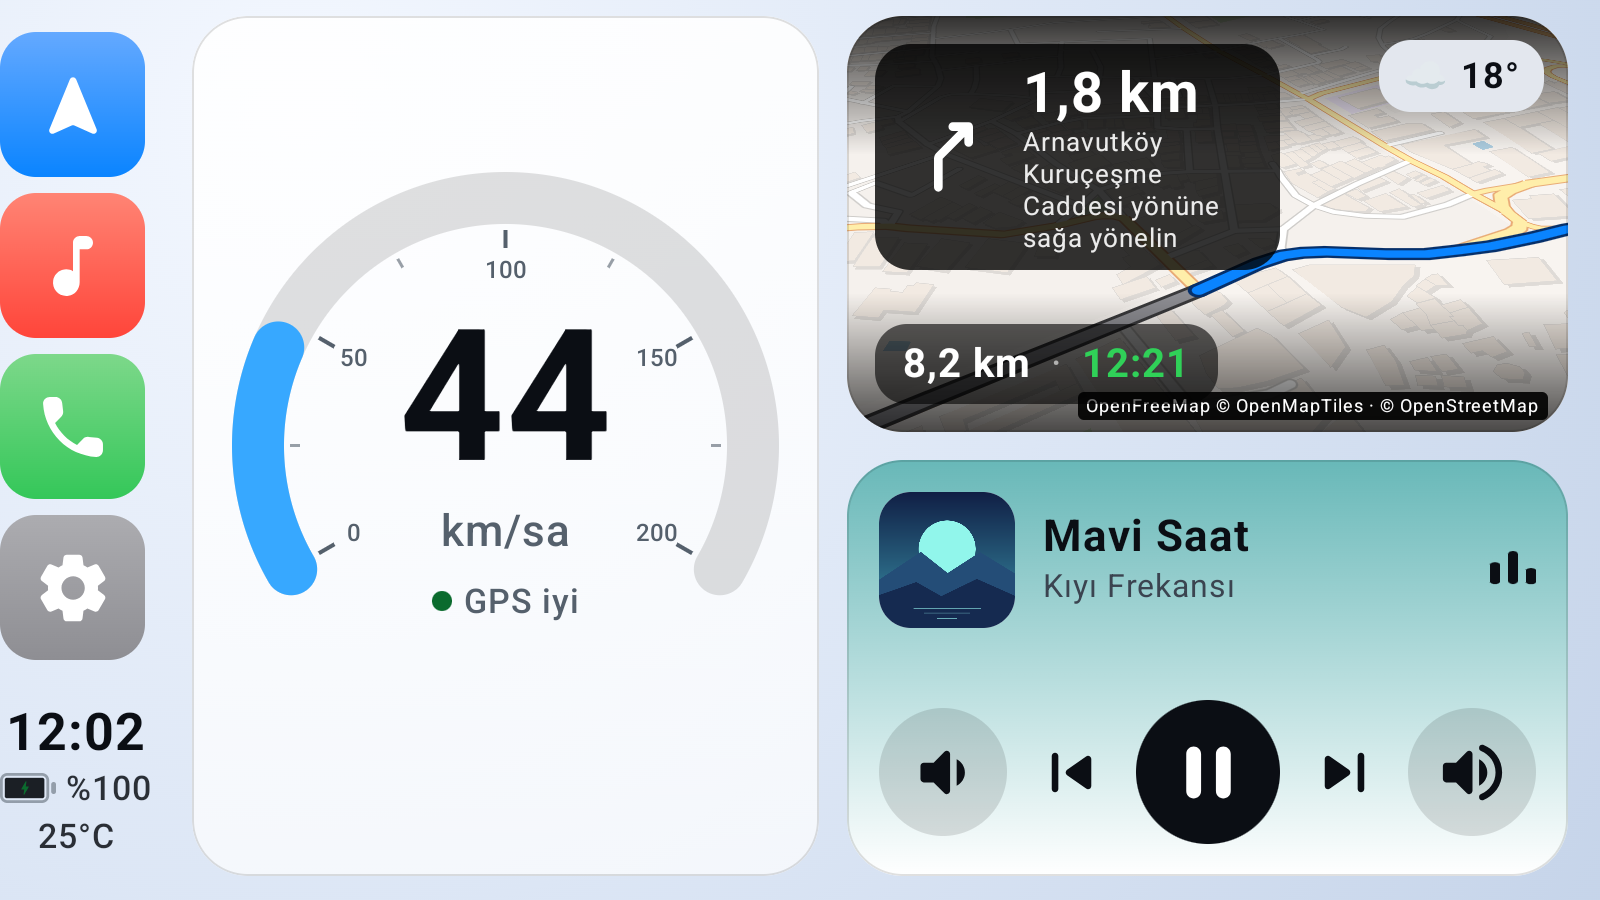 12:02
%100
25°C
100
50
150
44
0
200
km/sa
GPS iyi
1,8 km
Arnavutköy
Kuruçeşme
Caddesi yönüne
sağa yönelin
18°
8,2 km · 12:21
OpenFreeMap © OpenMapTiles · © OpenStreetMap
Mavi Saat
Kıyı Frekansı